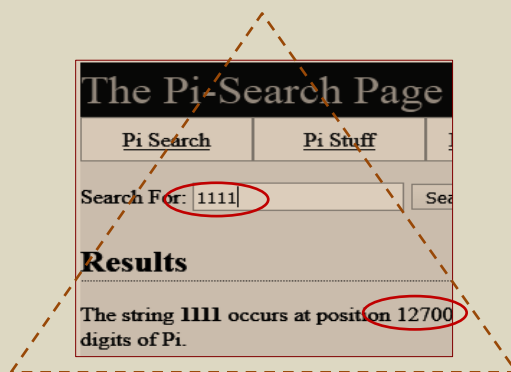 The Pi-Search Page
Pi Search Pi Stuff
Search For: 1111 Sea
Results
The string 1111 occurs at position 12700
digits of Pi.